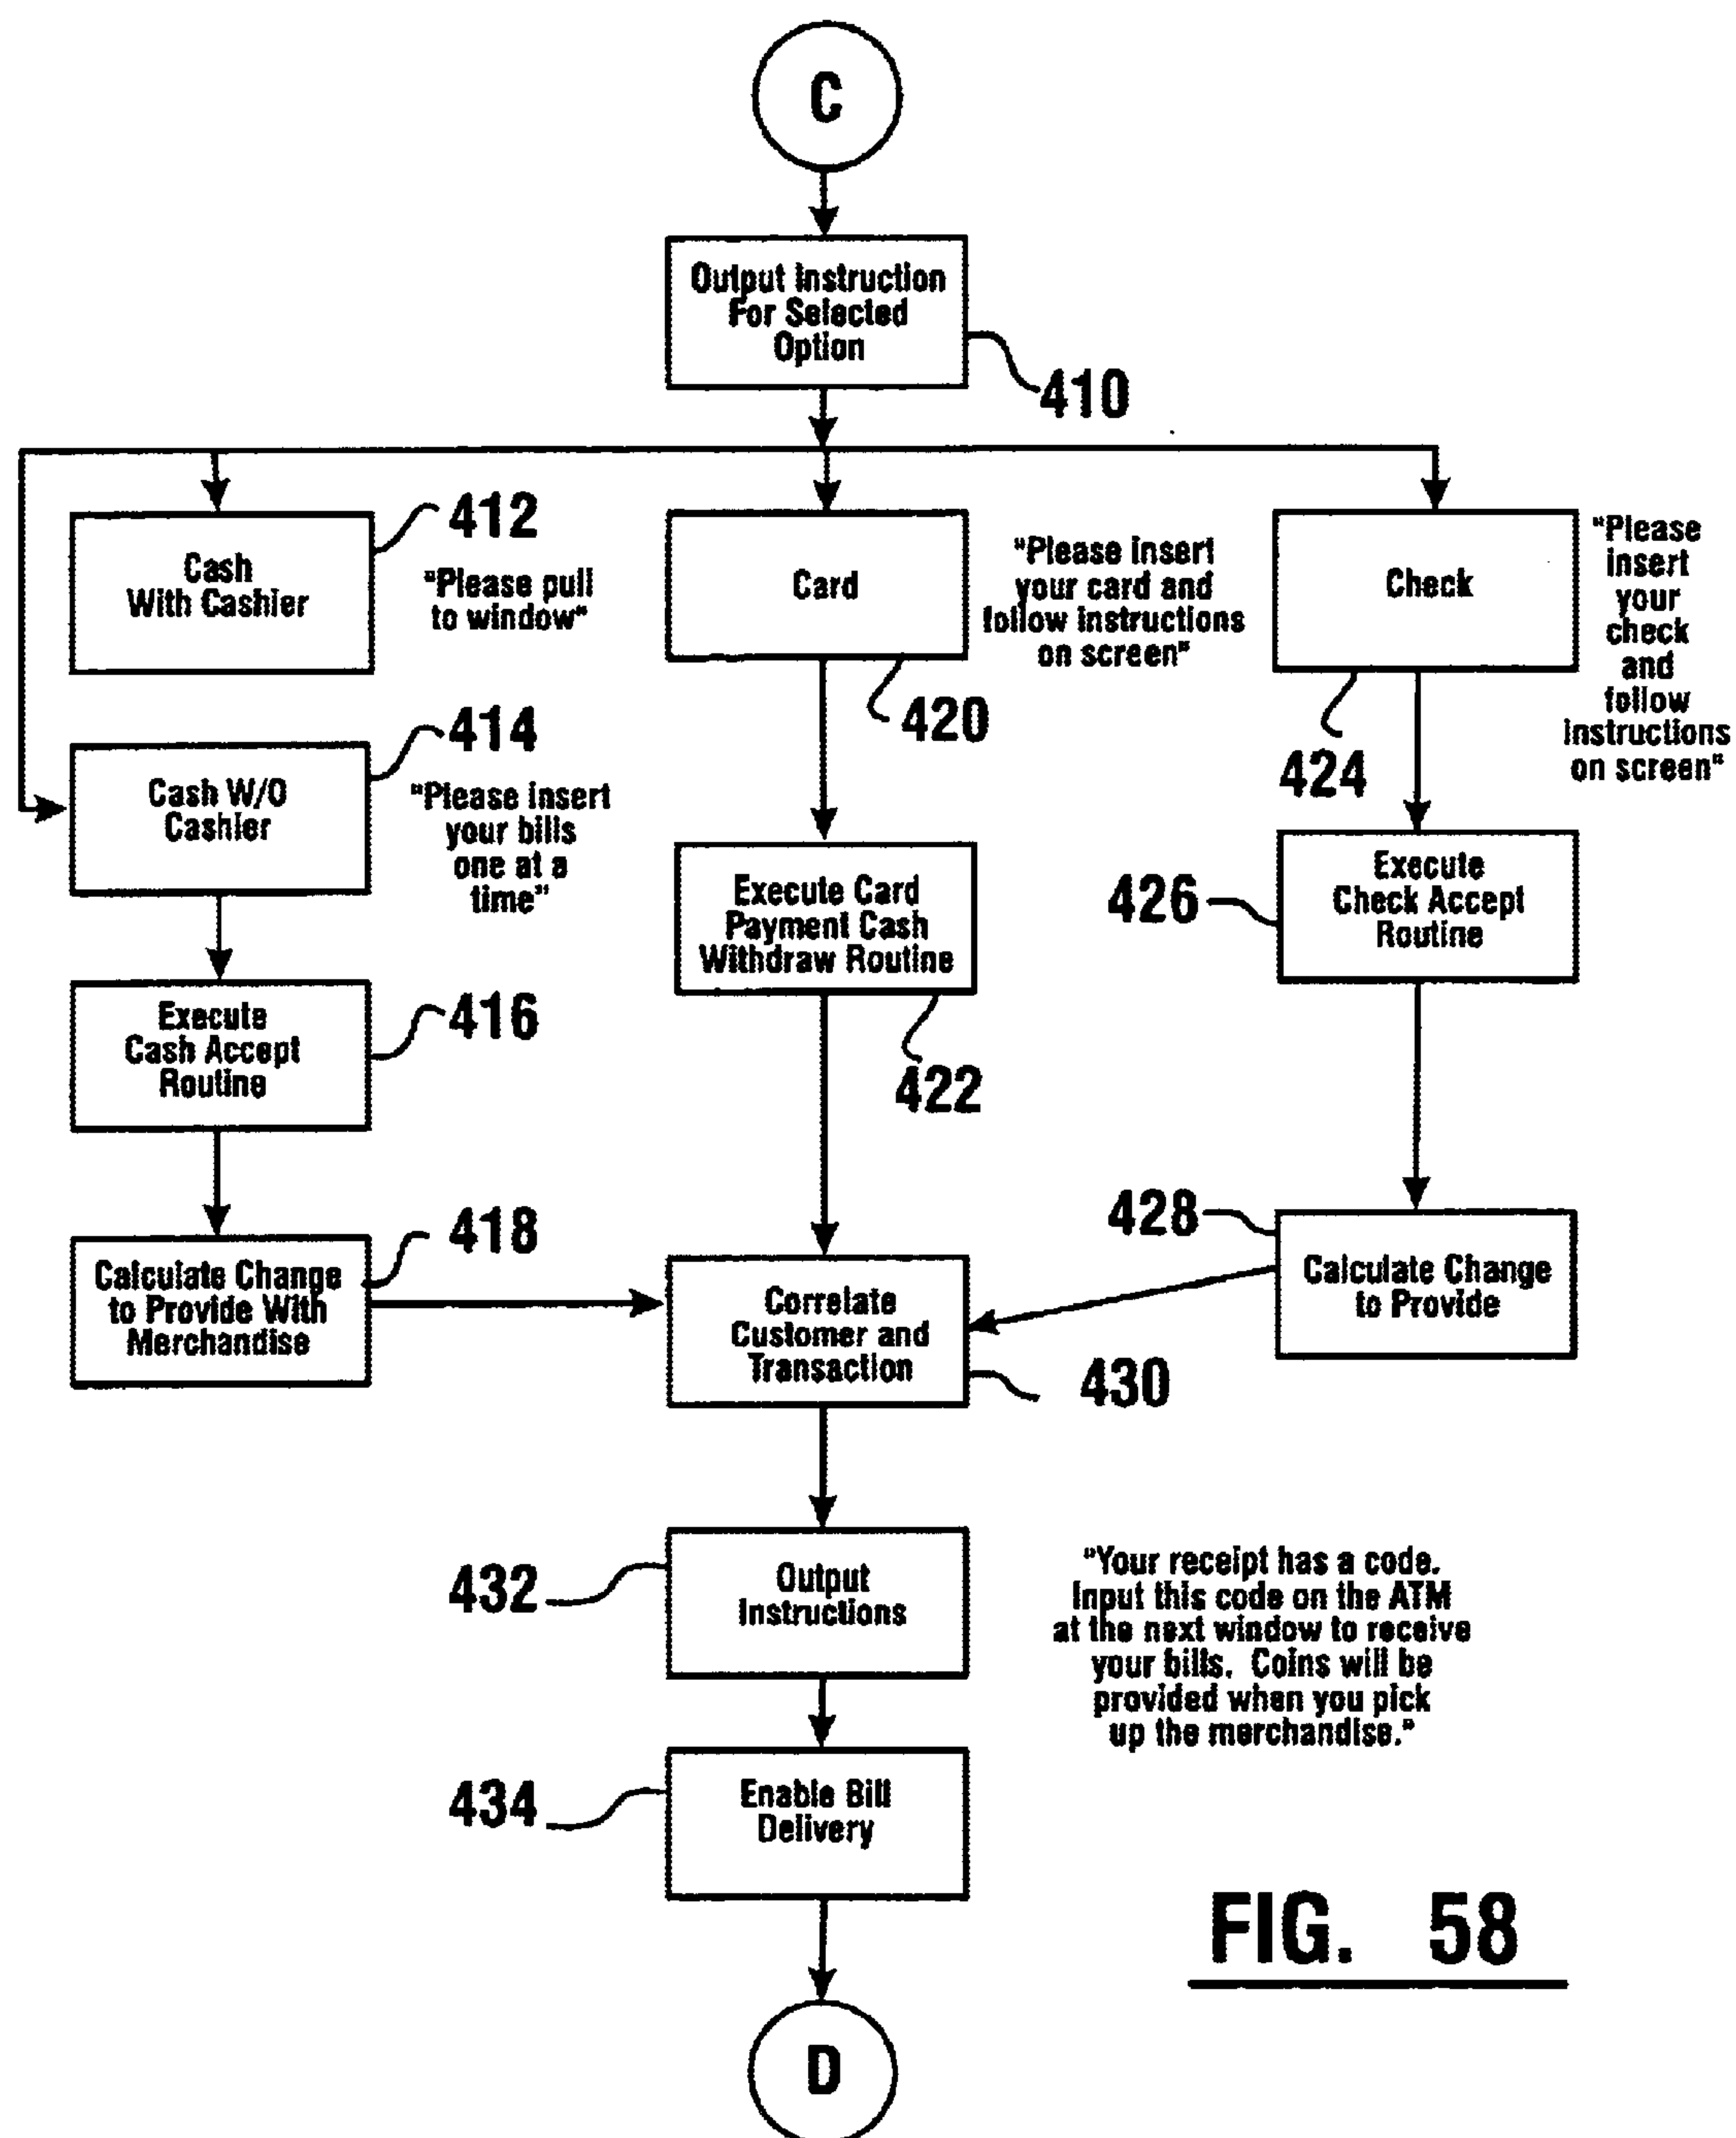 C
Output Instruction
For Selected
Option
410
Cash
With Cashier
412
"Please pull
to window"
Card
420
"Please insert
your card and
follow instructions
on screen"
Check
424
"Please
insert
your
check
and
follow
instructions
on screen"
Cash W/O
Cashier
414
"Please insert
your bills
one at a
time"
Execute Card
Payment Cash
Withdraw Routine
422
426
Execute
Check Accept
Routine
Execute
Cash Accept
Routine
416
Calculate Change
to Provide With
Merchandise
418
Correlate
Customer and
Transaction
430
428
Calculate Change
to Provide
432
Output
Instructions
"Your receipt has a code.
Input this code on the ATM
at the next window to receive
your bills. Coins will be
provided when you pick
up the merchandise."
434
Enable Bill
Delivery
FIG. 58
D